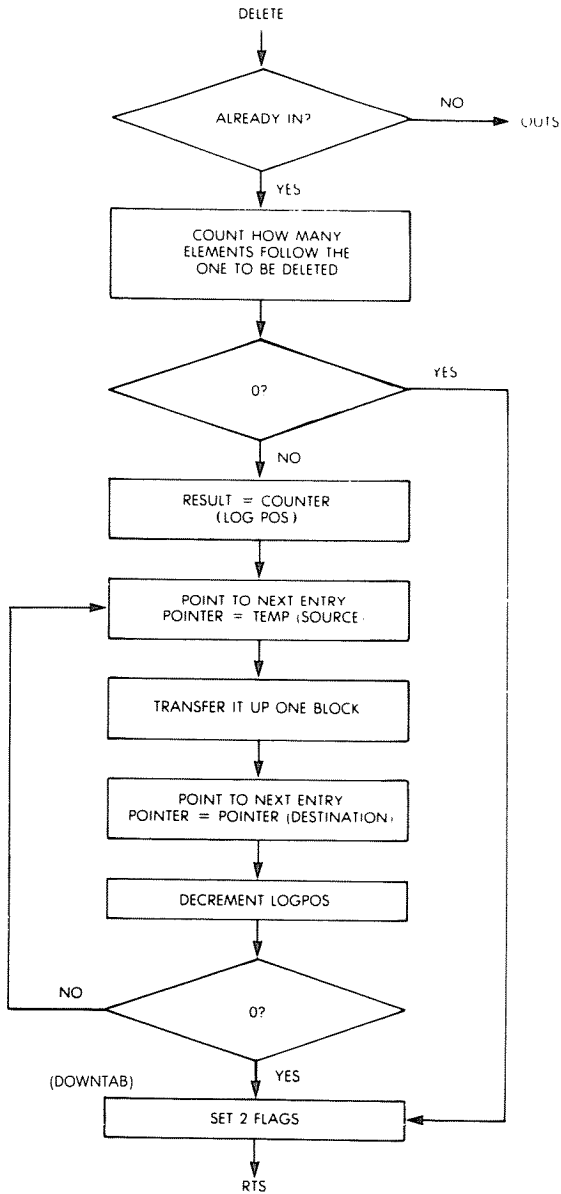 DELETE
ALREADY IN?
NO
OUTS
YES
COUNT HOW MANY
ELEMENTS FOLLOW THE
ONE TO BE DELETED
0?
YES
NO
RESULT = COUNTER
(LOG POS)
POINT TO NEXT ENTRY
POINTER = TEMP (SOURCE
TRANSFER IT UP ONE BLOCK
POINT TO NEXT ENTRY
POINTER = POINTER (DESTINATION)
DECREMENT LOGPOS
0?
NO
YES
(DOWNTAB)
SET 2 FLAGS
RTS